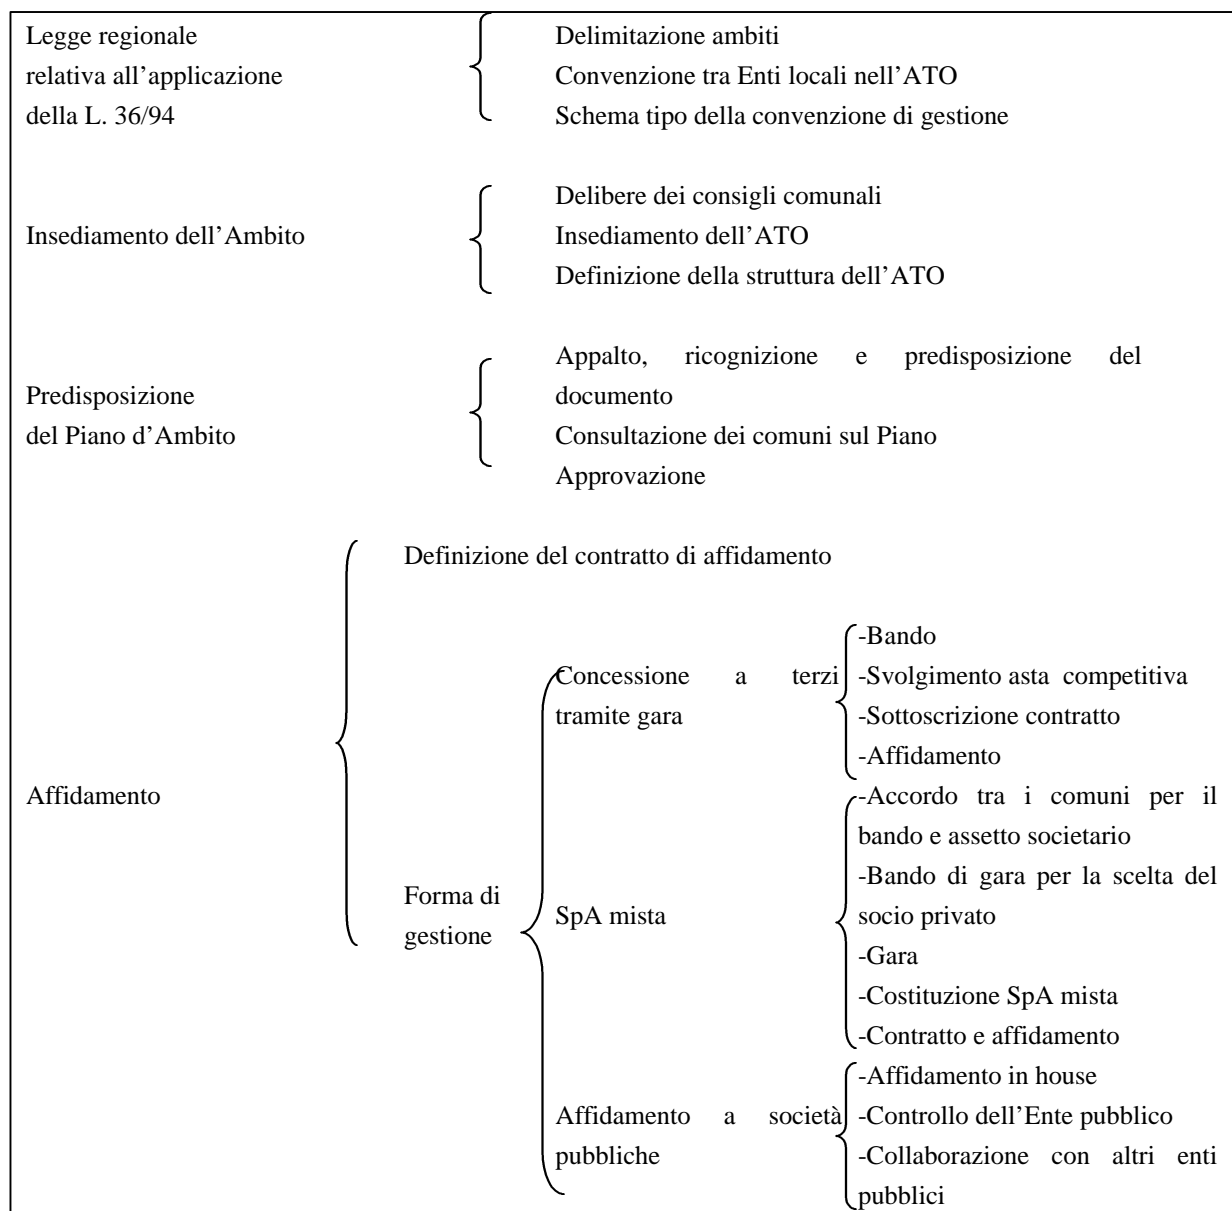 Legge regionale
relativa all’applicazione
della L. 36/94
Delimitazione ambiti
Convenzione tra Enti locali nell’ATO
Schema tipo della convenzione di gestione
Insediamento dell’Ambito
Delibere dei consigli comunali
Insediamento dell’ATO
Definizione della struttura dell’ATO
Predisposizione
del Piano d’Ambito
Appalto, ricognizione e predisposizione del
documento
Consultazione dei comuni sul Piano
Approvazione
Affidamento
Definizione del contratto di affidamento
Forma di
gestione
Concessione a terzi
tramite gara
-Bando
-Svolgimento asta competitiva
-Sottoscrizione contratto
-Affidamento
SpA mista
-Accordo tra i comuni per il
bando e assetto societario
-Bando di gara per la scelta del
socio privato
-Gara
-Costituzione SpA mista
-Contratto e affidamento
Affidamento a società
pubbliche
-Affidamento in house
-Controllo dell’Ente pubblico
-Collaborazione con altri enti
pubblici